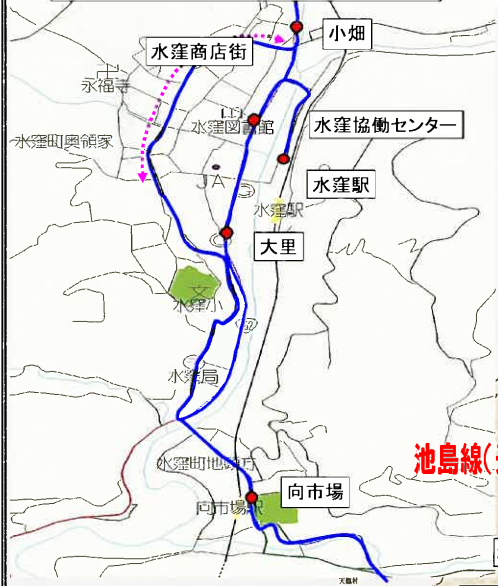 小畑
水窪商店街
永福寺
水窪図書館
水窪協働センター
水窪町奥領家
JA
水窪駅
水窪駅
大里
文
水窪小
水窪局
水窪町地頭方
池島線(
向市場
向市場駅
天龍村